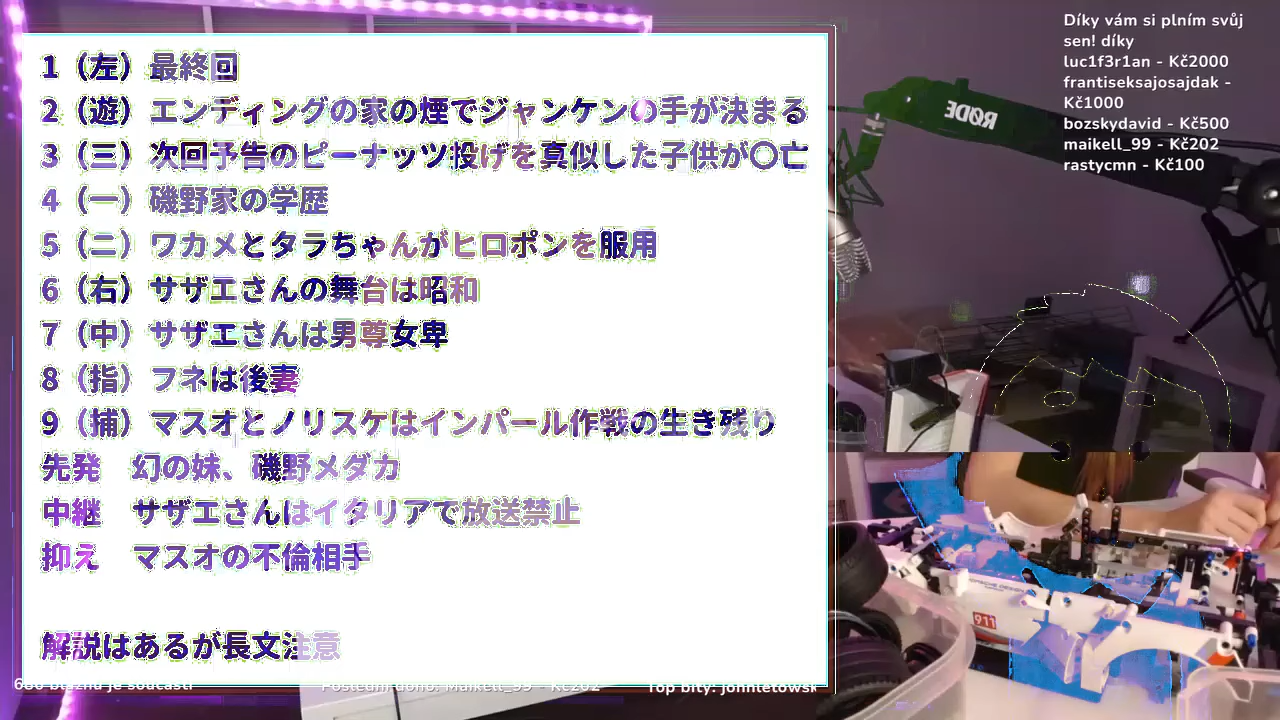 1（左）最終回
2（遊）エンディングの家の煙でジャンケンの手が決まる
3（三）次回予告のピーナッツ投げを真似した子供が〇亡
4（一）磯野家の学歴
5（二）ワカメとタラちゃんがヒロポンを服用
6（右）サザエさんの舞台は昭和
7（中）サザエさんは男尊女卑
8（指）フネは後妻
9（捕）マスオとノリスケはインパール作戦の生き残り
先発　幻の妹、磯野メダカ
中継　サザエさんはイタリアで放送禁止
抑え　マスオの不倫相手
解説はあるが長文注意
Díky vám si plním svůj
sen! díky
luc1f3r1an - Kč2000
frantiseksajosajdak -
Kč1000
bozskydavid - Kč500
maikell_99 - Kč202
rastycmn - Kč100
RØDE
911
Poslední dono: Maikell_99 - Kč202
Top bity: johnletowsk